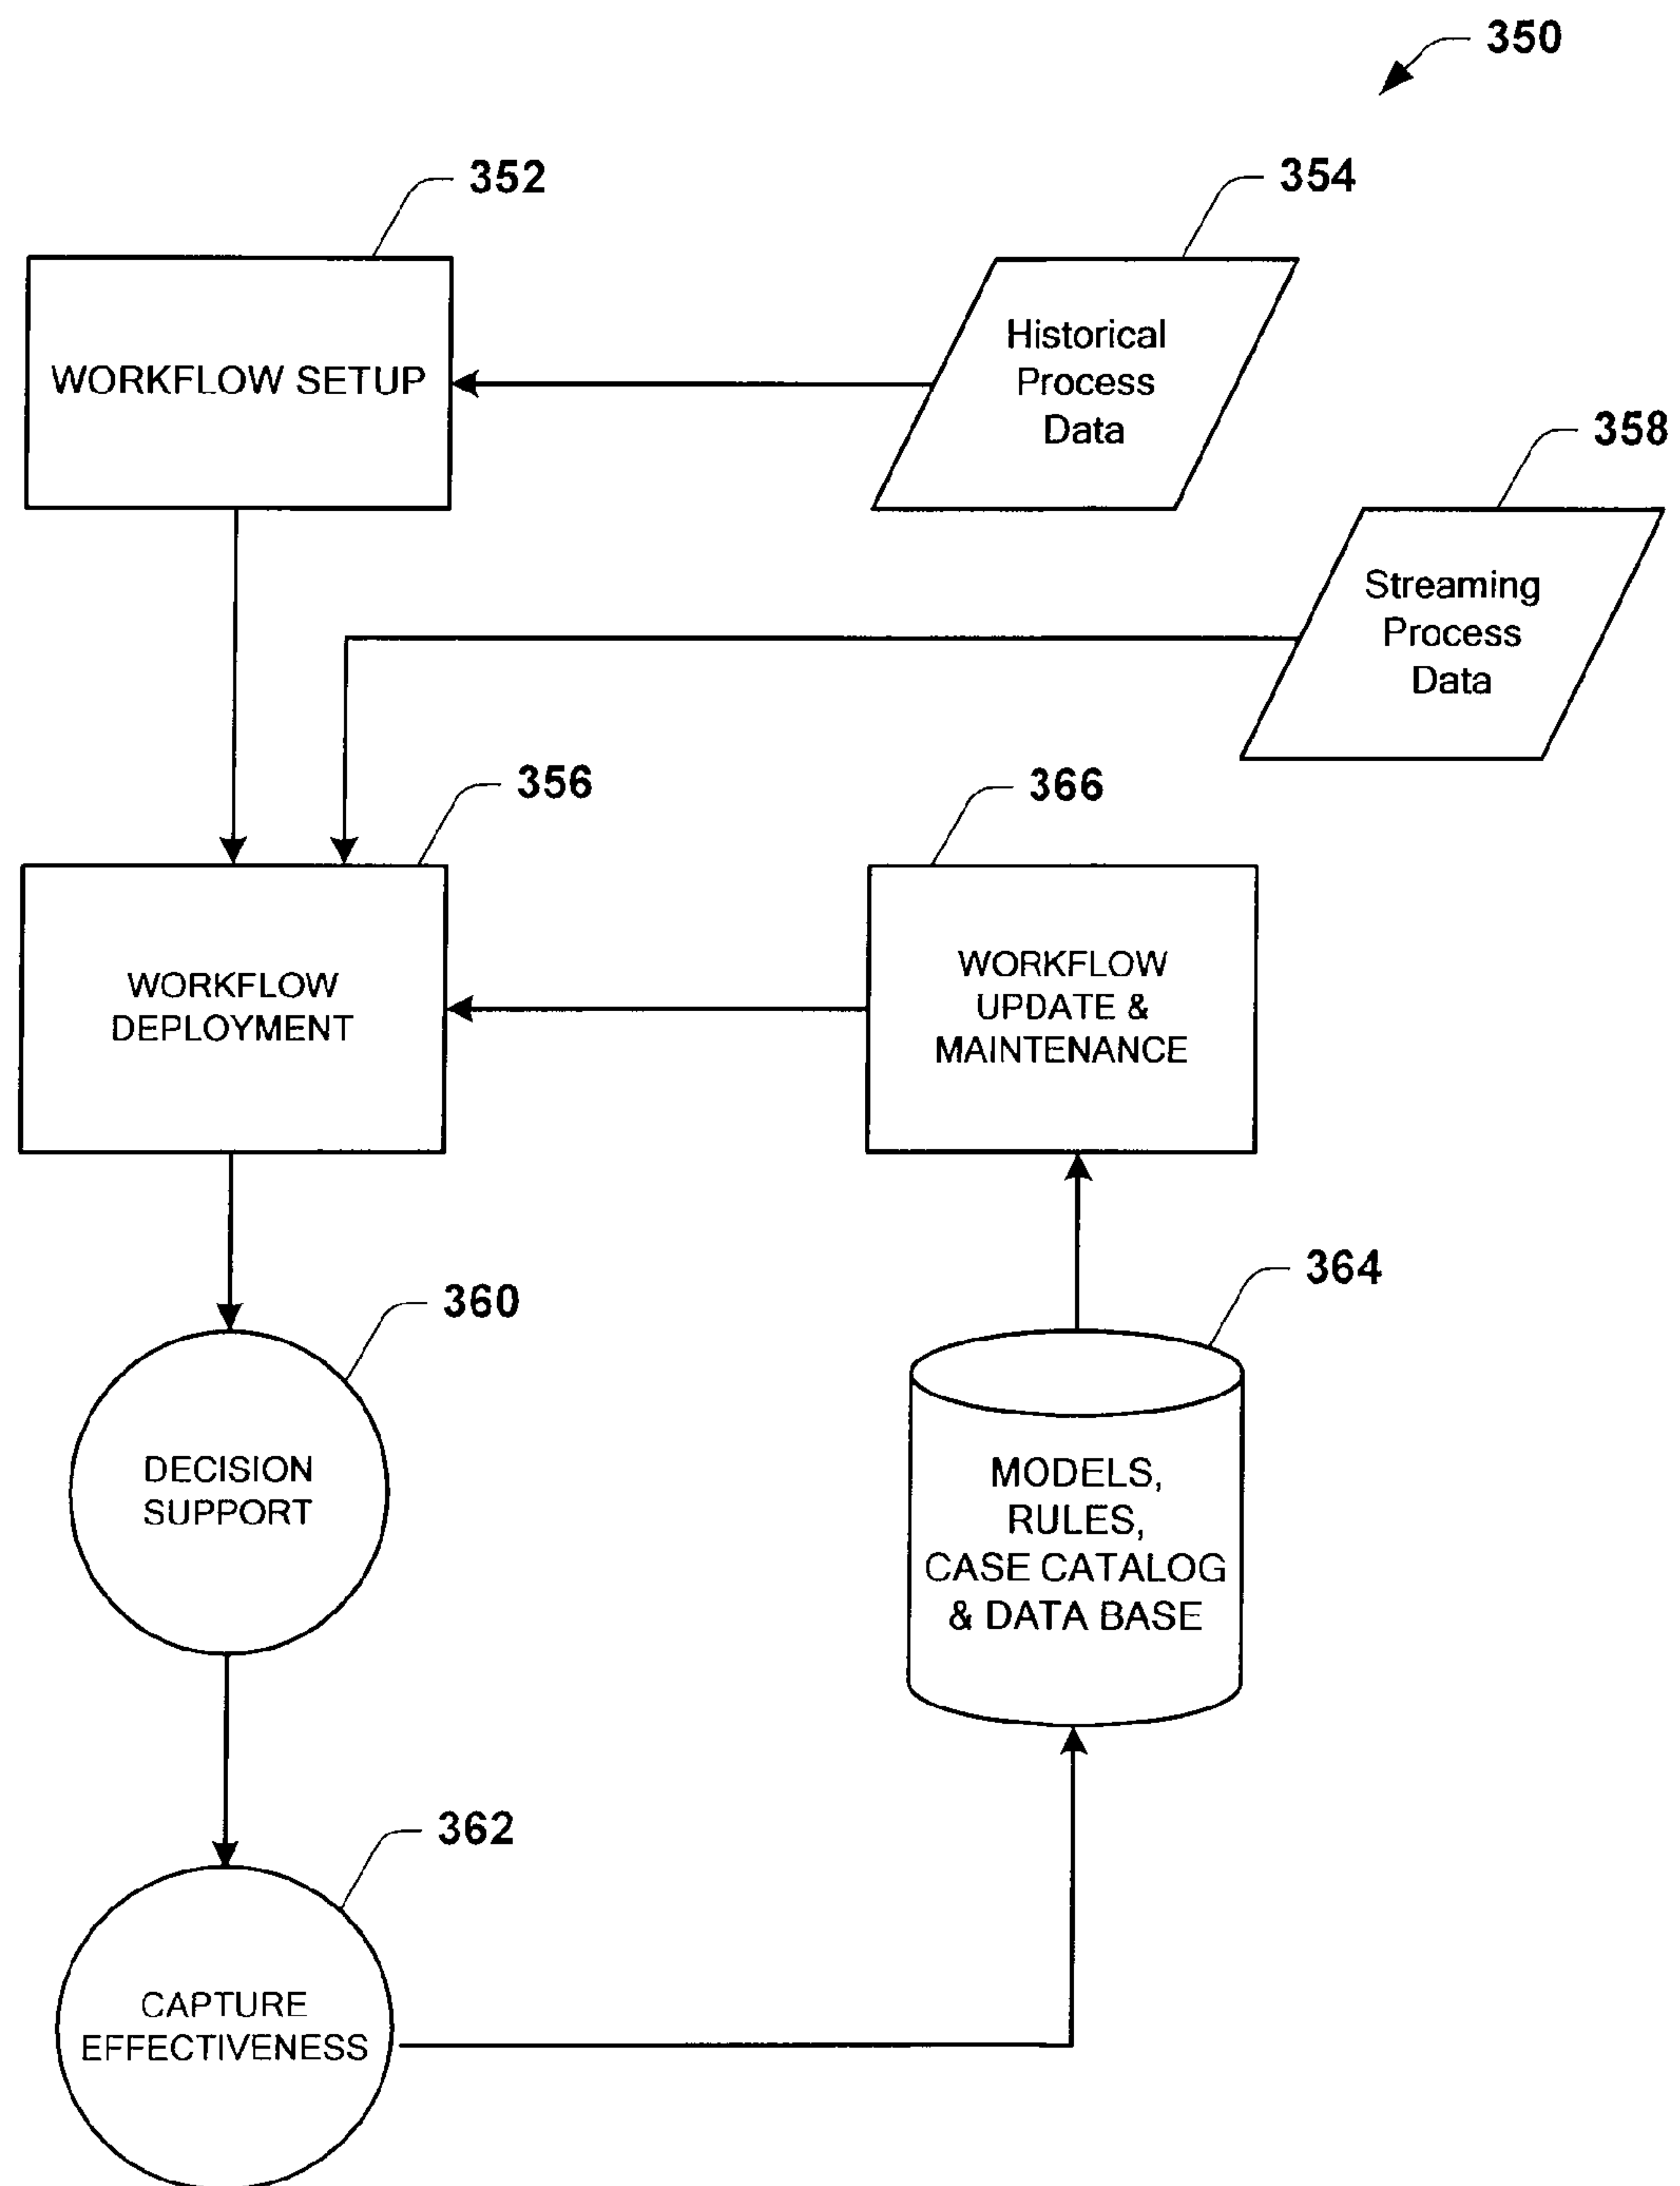 350
352
354
WORKFLOW SETUP
Historical
Process
Data
358
Streaming
Process
Data
356
366
WORKFLOW
DEPLOYMENT
WORKFLOW
UPDATE &
MAINTENANCE
360
364
DECISION
SUPPORT
MODELS,
RULES,
CASE CATALOG
& DATA BASE
362
CAPTURE
EFFECTIVENESS